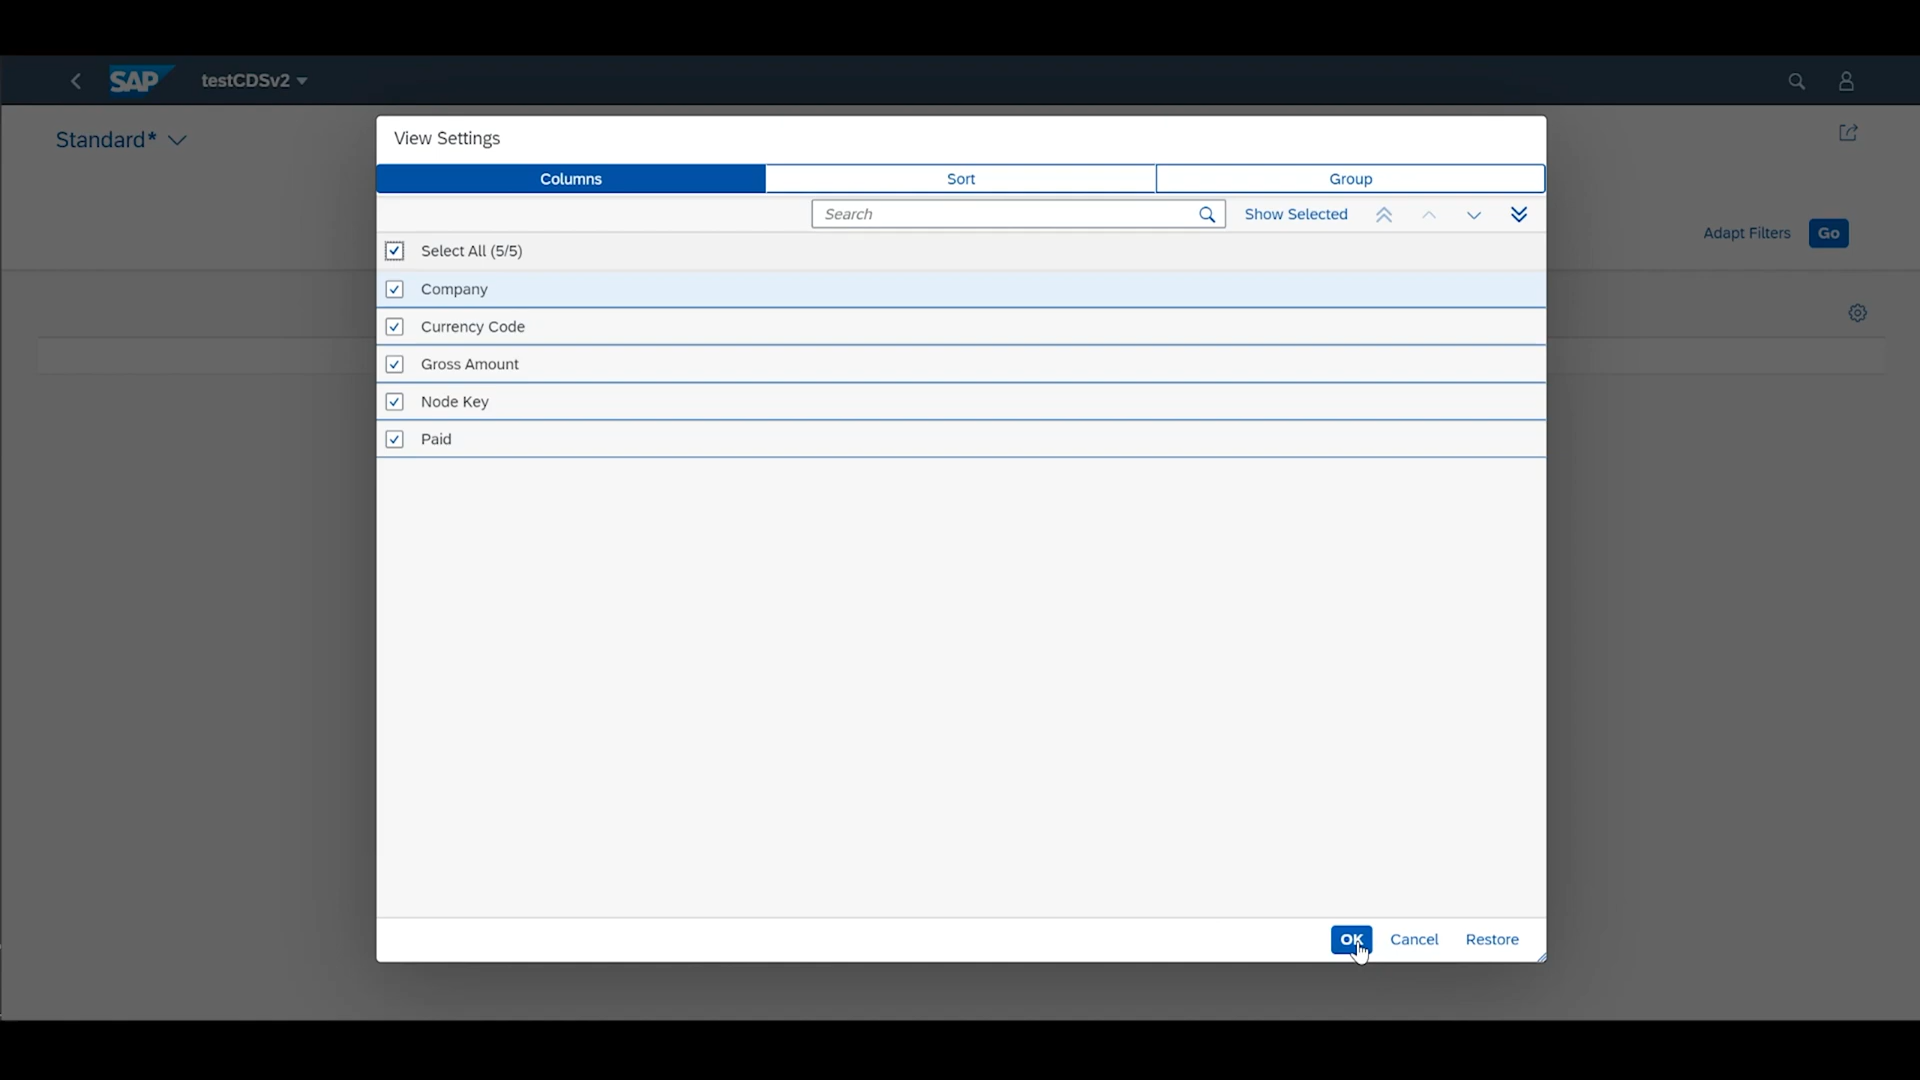 SAP testCDSv2
Standard*
View Settings
Columns Sort Group
Search Show Selected
Select All (5/5)
Adapt Filters Go
Company
Currency Code
Gross Amount
Node Key
Paid
OK Cancel Restore